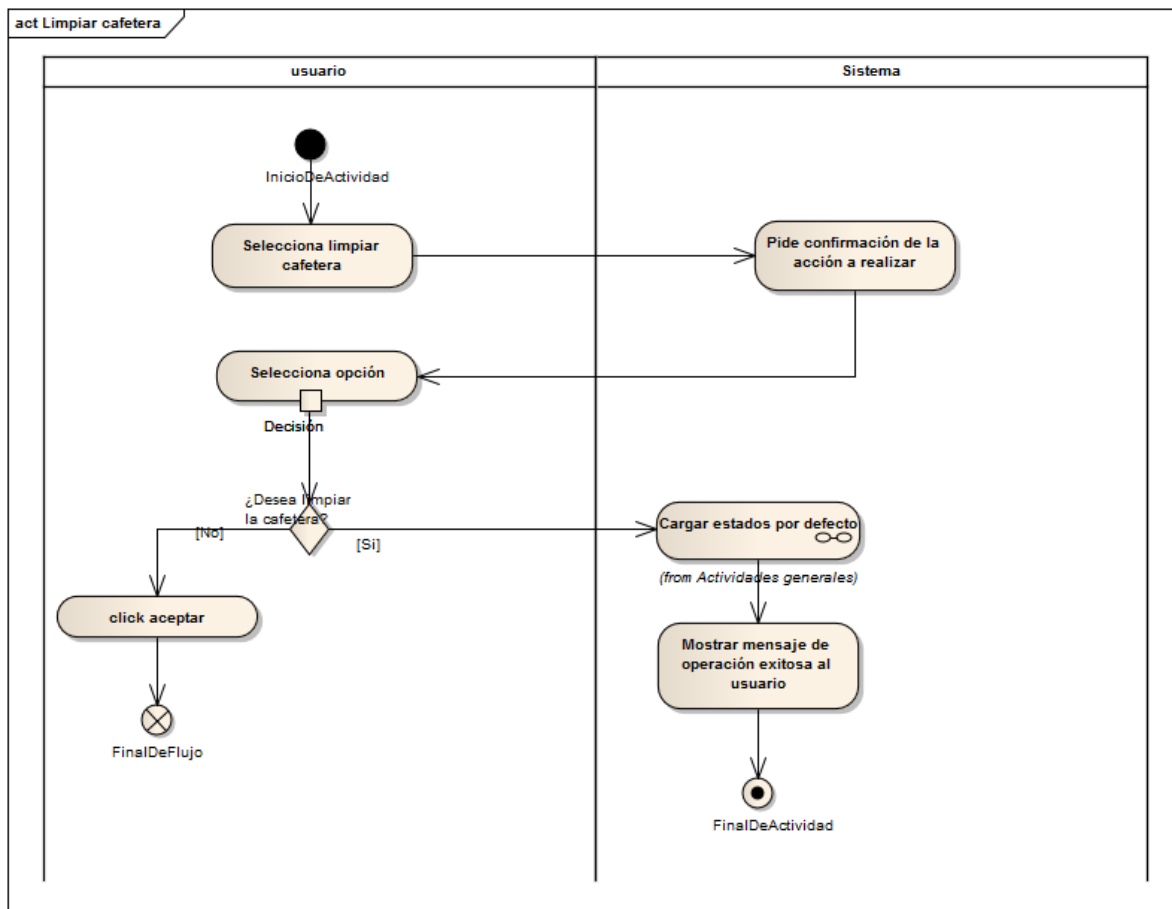 act Limpiar cafetera
usuario
Sistema
InicioDeActividad
Selecciona limpiar
cafetera
Pide confirmación de la
acción a realizar
Selecciona opción
Decisión
¿Desea limpiar
la cafetera?
[No]
[Si]
Cargar estados por defecto
(from Actividades generales)
click aceptar
Mostrar mensaje de
operación exitosa al
usuario
FinalDeFlujo
FinalDeActividad